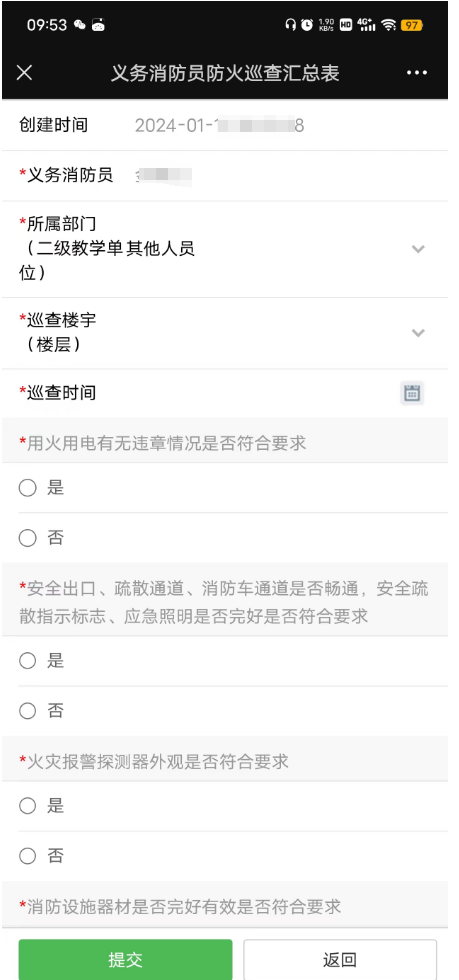 09:53 1.90 KB/s HD 4G+ 97
义务消防员防火巡查汇总表
创建时间 2024-01-1 8
*义务消防员
*所属部门
（二级教学单其他人员
位）
*巡查楼宇
（楼层）
*巡查时间
*用火用电有无违章情况是否符合要求
是
否
*安全出口、疏散通道、消防车通道是否畅通，安全疏
散指示标志、应急照明是否完好是否符合要求
是
否
*火灾报警探测器外观是否符合要求
是
否
*消防设施器材是否完好有效是否符合要求
提交 返回